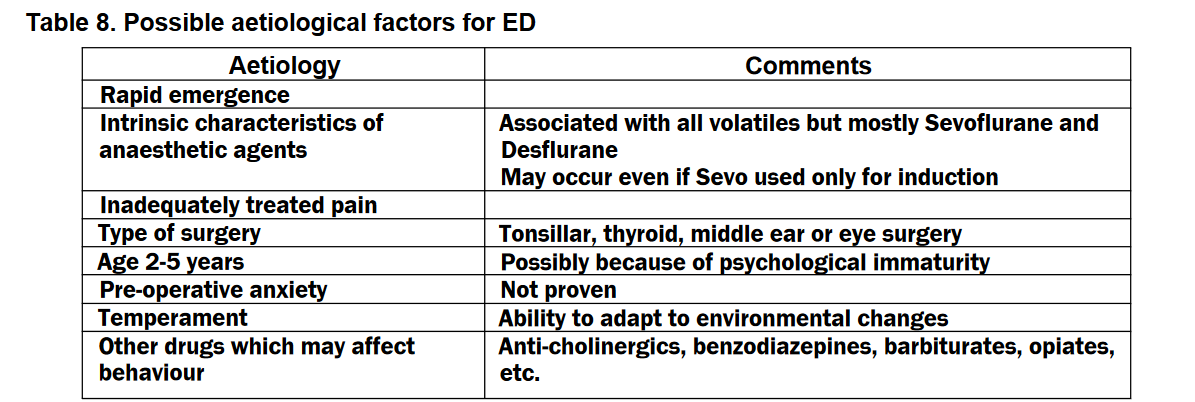 Table 8. Possible aetiological factors for ED
Aetiology Comments
Rapid emergence
Intrinsic characteristics of anaesthetic agents
Associated with all volatiles but mostly Sevoflurane and Desflurane
May occur even if Sevo used only for induction
Inadequately treated pain
Type of surgery Tonsillar, thyroid, middle ear or eye surgery
Age 2-5 years Possibly because of psychological immaturity
Pre-operative anxiety Not proven
Temperament Ability to adapt to environmental changes
Other drugs which may affect behaviour
Anti-cholinergics, benzodiazepines, barbiturates, opiates, etc.